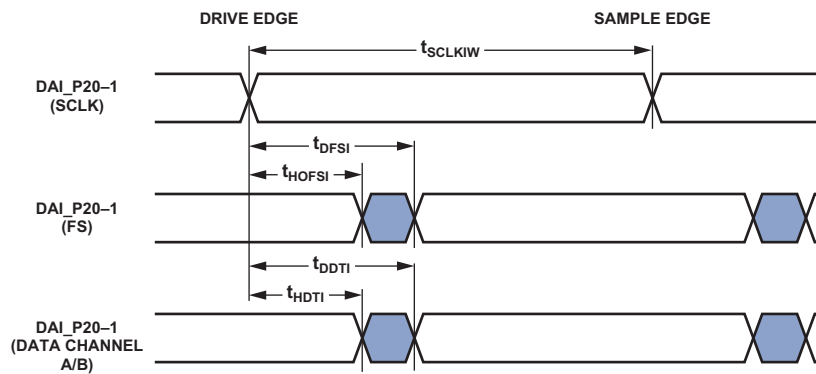 DRIVE EDGE SAMPLE EDGE
tSCLKIW
DAI_P20–1
(SCLK)
tDFSI
tHOFSI
DAI_P20–1
(FS)
tDDTI
tHDTI
DAI_P20–1
(DATA CHANNEL
A/B)